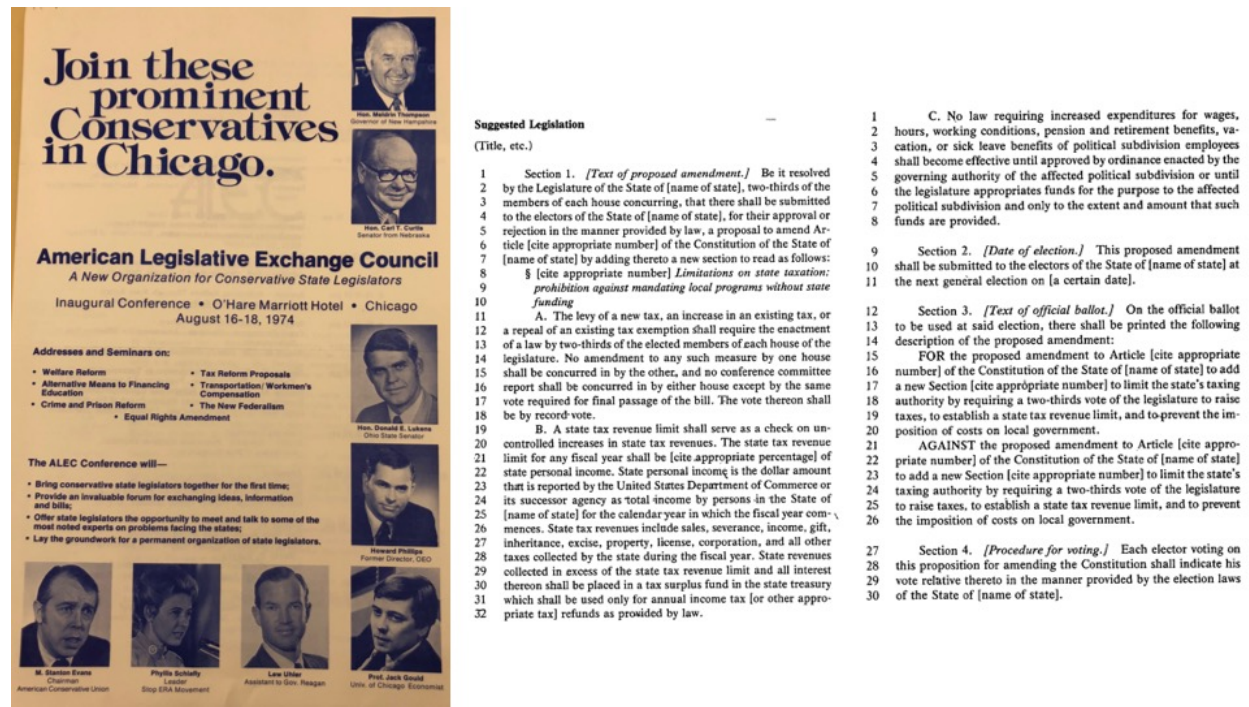 Join these
prominent
Conservatives
in Chicago.
Hon. Meldrin Thompson
Governor of New Hampshire
Hon. Carl T. Curtis
Senator from Nebraska
American Legislative Exchange Council
A New Organization for Conservative State Legislators
Inaugural Conference • O'Hare Marriott Hotel • Chicago
August 16-18, 1974
Addresses and Seminars on:
• Welfare Reform
• Alternative Means to Financing
Education
• Crime and Prison Reform
• Tax Reform Proposals
• Transportation/Workmen's
Compensation
• The New Federalism
• Equal Rights Amendment
Hon. Donald E. Lukens
Ohio State Senator
The ALEC Conference will—
• Bring conservative state legislators together for the first time;
• Provide an invaluable forum for exchanging ideas, information
and bills;
• Offer state legislators the opportunity to meet and talk to some of the
most noted experts on problems facing the states;
• Lay the groundwork for a permanent organization of state legislators.
Howard Phillips
Former Director, OEO
M. Stanton Evans
Chairman
American Conservative Union
Phyllis Schlafly
Leader
Stop ERA Movement
Lew Uhler
Assistant to Gov. Reagan
Prof. Jack Gould
Univ. of Chicago Economist
Suggested Legislation
(Title, etc.)
1 Section 1. [Text of proposed amendment.] Be it resolved
2 by the Legislature of the State of [name of state], two-thirds of the
3 members of each house concurring, that there shall be submitted
4 to the electors of the State of [name of state], for their approval or
5 rejection in the manner provided by law, a proposal to amend Ar-
6 ticle [cite appropriate number] of the Constitution of the State of
7 [name of state] by adding thereto a new section to read as follows:
8 § [cite appropriate number] Limitations on state taxation:
9 prohibition against mandating local programs without state
10 funding
11 A. The levy of a new tax, an increase in an existing tax, or
12 a repeal of an existing tax exemption shall require the enactment
13 of a law by two-thirds of the elected members of each house of the
14 legislature. No amendment to any such measure by one house
15 shall be concurred in by the other, and no conference committee
16 report shall be concurred in by either house except by the same
17 vote required for final passage of the bill. The vote thereon shall
18 be by record vote.
19 B. A state tax revenue limit shall serve as a check on un-
20 controlled increases in state tax revenues. The state tax revenue
21 limit for any fiscal year shall be [cite appropriate percentage] of
22 state personal income. State personal income is the dollar amount
23 that is reported by the United States Department of Commerce or
24 its successor agency as total income by persons in the State of
25 [name of state] for the calendar year in which the fiscal year com-
26 mences. State tax revenues include sales, severance, income, gift,
27 inheritance, excise, property, license, corporation, and all other
28 taxes collected by the state during the fiscal year. State revenues
29 collected in excess of the state tax revenue limit and all interest
30 thereon shall be placed in a tax surplus fund in the state treasury
31 which shall be used only for annual income tax [or other appro-
32 priate tax] refunds as provided by law.
1 C. No law requiring increased expenditures for wages,
2 hours, working conditions, pension and retirement benefits, va-
3 cation, or sick leave benefits of political subdivision employees
4 shall become effective until approved by ordinance enacted by the
5 governing authority of the affected political subdivision or until
6 the legislature appropriates funds for the purpose to the affected
7 political subdivision and only to the extent and amount that such
8 funds are provided.
9 Section 2. [Date of election.] This proposed amendment
10 shall be submitted to the electors of the State of [name of state] at
11 the next general election on [a certain date].
12 Section 3. [Text of official ballot.] On the official ballot
13 to be used at said election, there shall be printed the following
14 description of the proposed amendment:
15 FOR the proposed amendment to Article [cite appropriate
16 number] of the Constitution of the State of [name of state] to add
17 a new Section [cite appropriate number] to limit the state's taxing
18 authority by requiring a two-thirds vote of the legislature to raise
19 taxes, to establish a state tax revenue limit, and to prevent the im-
20 position of costs on local government.
21 AGAINST the proposed amendment to Article [cite appro-
22 priate number] of the Constitution of the State of [name of state]
23 to add a new Section [cite appropriate number] to limit the state's
24 taxing authority by requiring a two-thirds vote of the legislature
25 to raise taxes, to establish a state tax revenue limit, and to prevent
26 the imposition of costs on local government.
27 Section 4. [Procedure for voting.] Each elector voting on
28 this proposition for amending the Constitution shall indicate his
29 vote relative thereto in the manner provided by the election laws
30 of the State of [name of state].